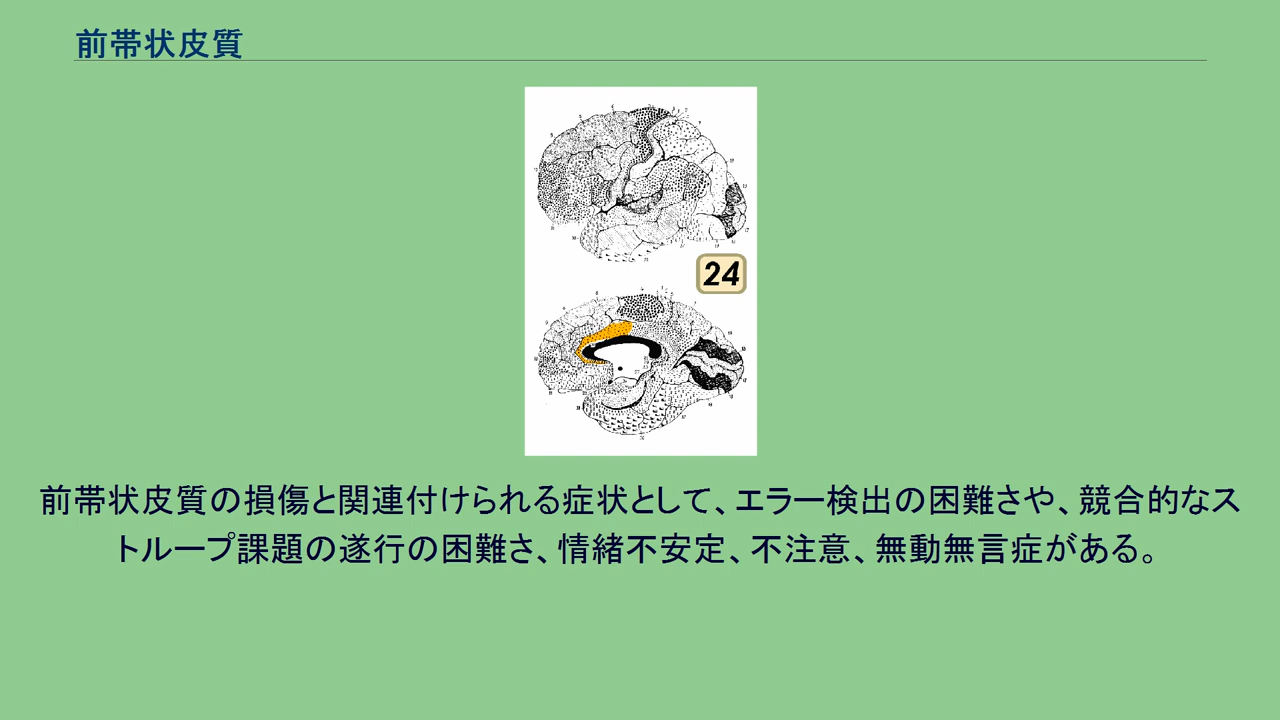 前帯状皮質
24
前帯状皮質の損傷と関連付けられる症状として、エラー検出の困難さや、競合的なス
トループ課題の遂行の困難さ、情緒不安定、不注意、無動無言症がある。